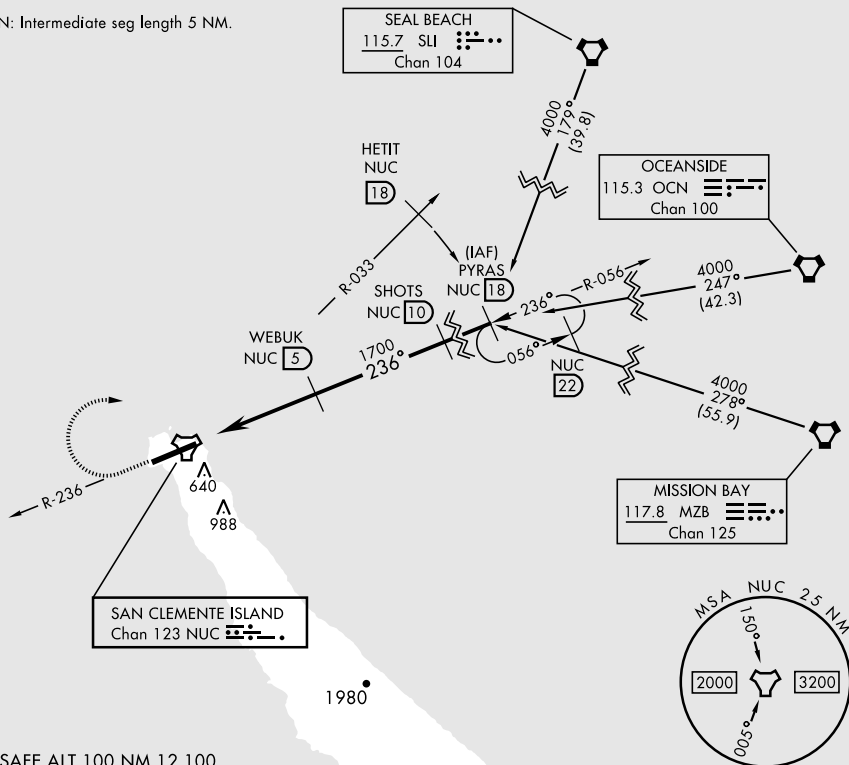 N: Intermediate seg length 5 NM.
SEAL BEACH
115.7 SLI
Chan 104
4000
179°
(39.8)
HETIT
NUC
18
OCEANSIDE
115.3 OCN
Chan 100
R-033
(IAF)
PYRAS
NUC 18
236°
R-056
4000
247°
(42.3)
SHOTS
NUC 10
WEBUK
NUC 5
1700
236°
056°
NUC
22
4000
278°
(55.9)
R-236
640
988
MISSION BAY
117.8 MZB
Chan 125
SAN CLEMENTE ISLAND
Chan 123 NUC
1980
MSA NUC 25 NM
150°
2000
3200
005°
SAFE ALT 100 NM 12,100